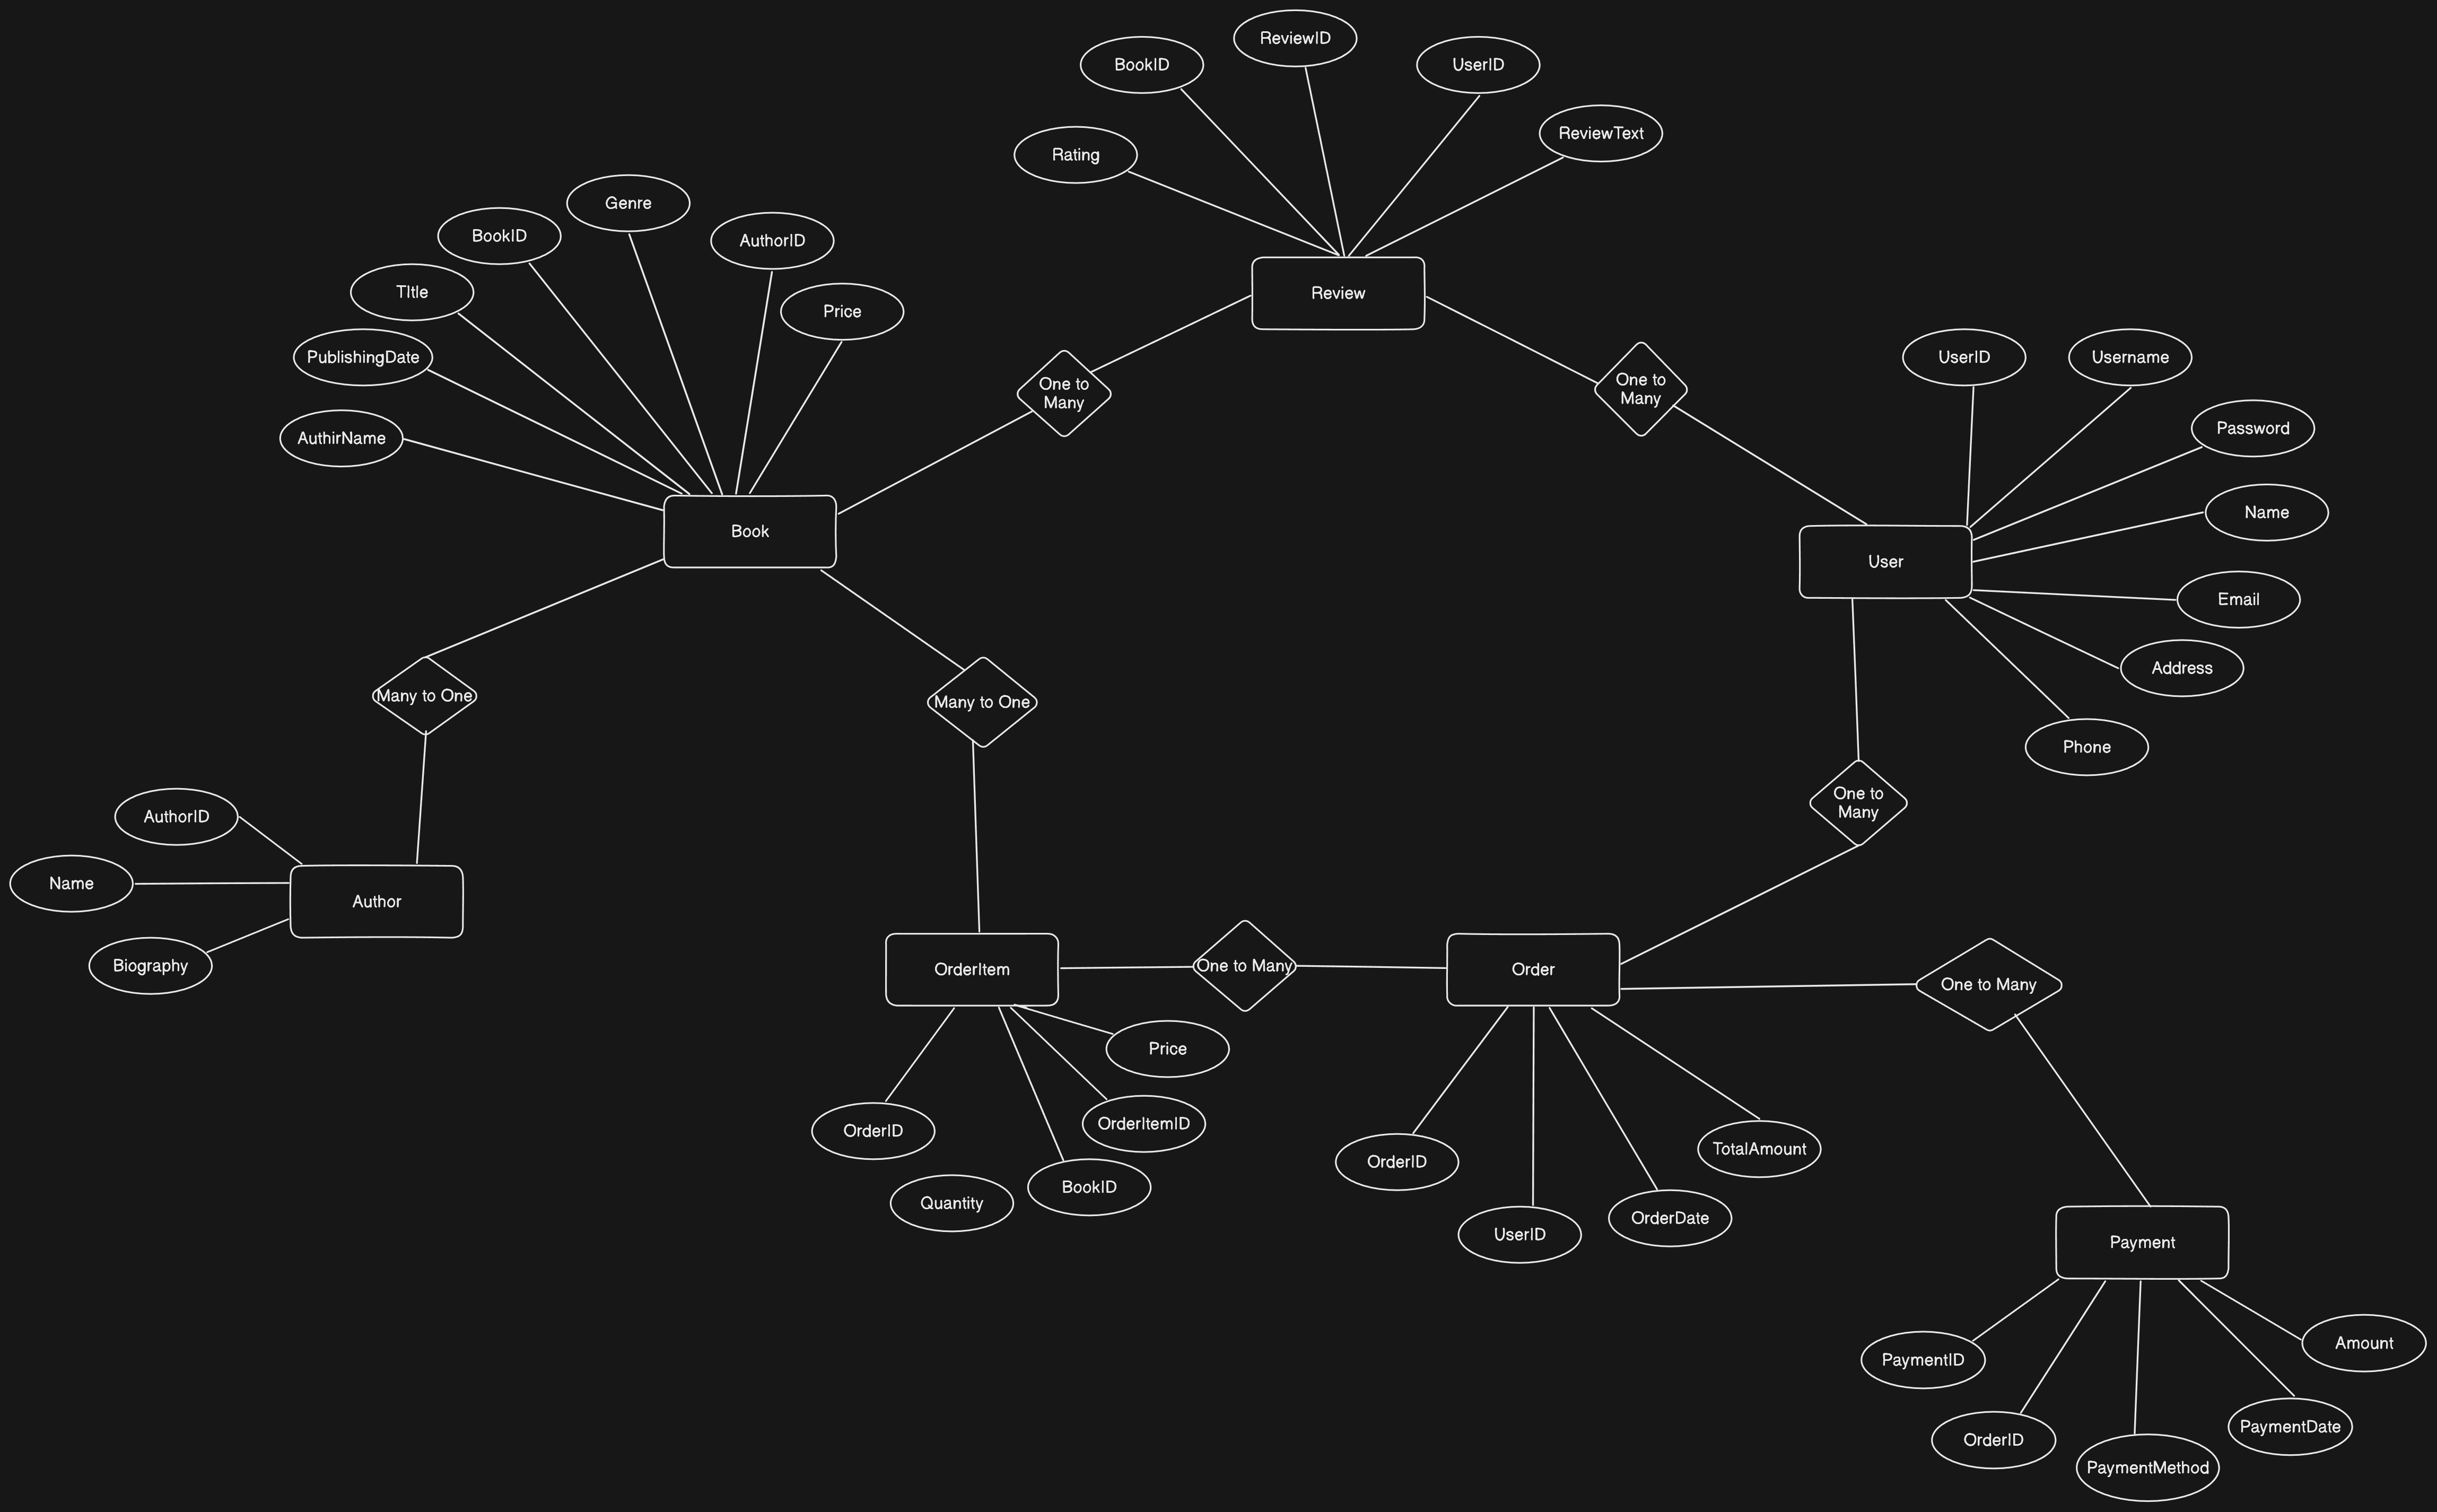 ReviewID
BookID
UserID
ReviewText
Rating
Genre
BookID
AuthorID
TItle
Price
PublishingDate
AuthirName
Review
Book
One to
Many
One to
Many
UserID
Username
Password
Name
User
Email
Address
Phone
Many to One
Many to One
One to
Many
AuthorID
Name
Author
Biography
OrderItem
One to Many
Order
One to Many
Price
OrderItemID
OrderID
BookID
Quantity
OrderID
TotalAmount
UserID
OrderDate
Payment
PaymentID
Amount
OrderID
PaymentDate
PaymentMethod